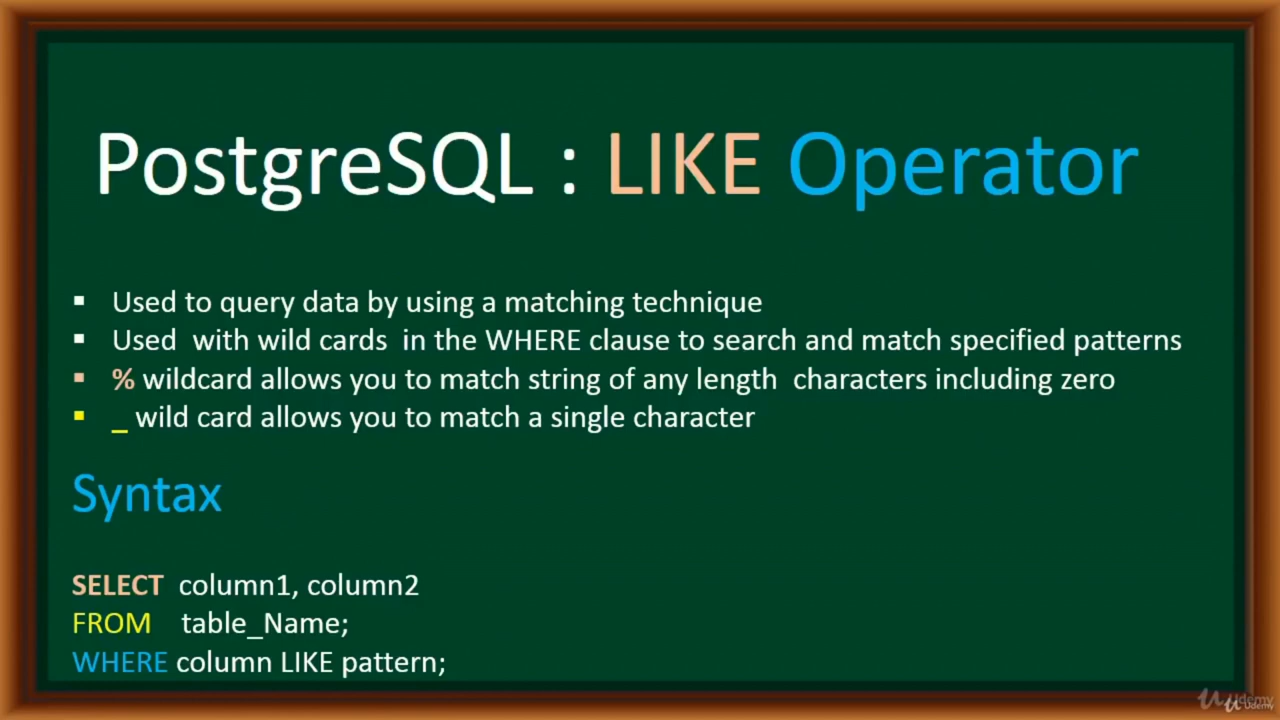 PostgreSQL : LIKE Operator
▪ Used to query data by using a matching technique
▪ Used with wild cards in the WHERE clause to search and match specified patterns
▪ % wildcard allows you to match string of any length characters including zero
▪ _ wild card allows you to match a single character
Syntax
SELECT column1, column2
FROM table_Name;
WHERE column LIKE pattern;
Udemy
Udemy